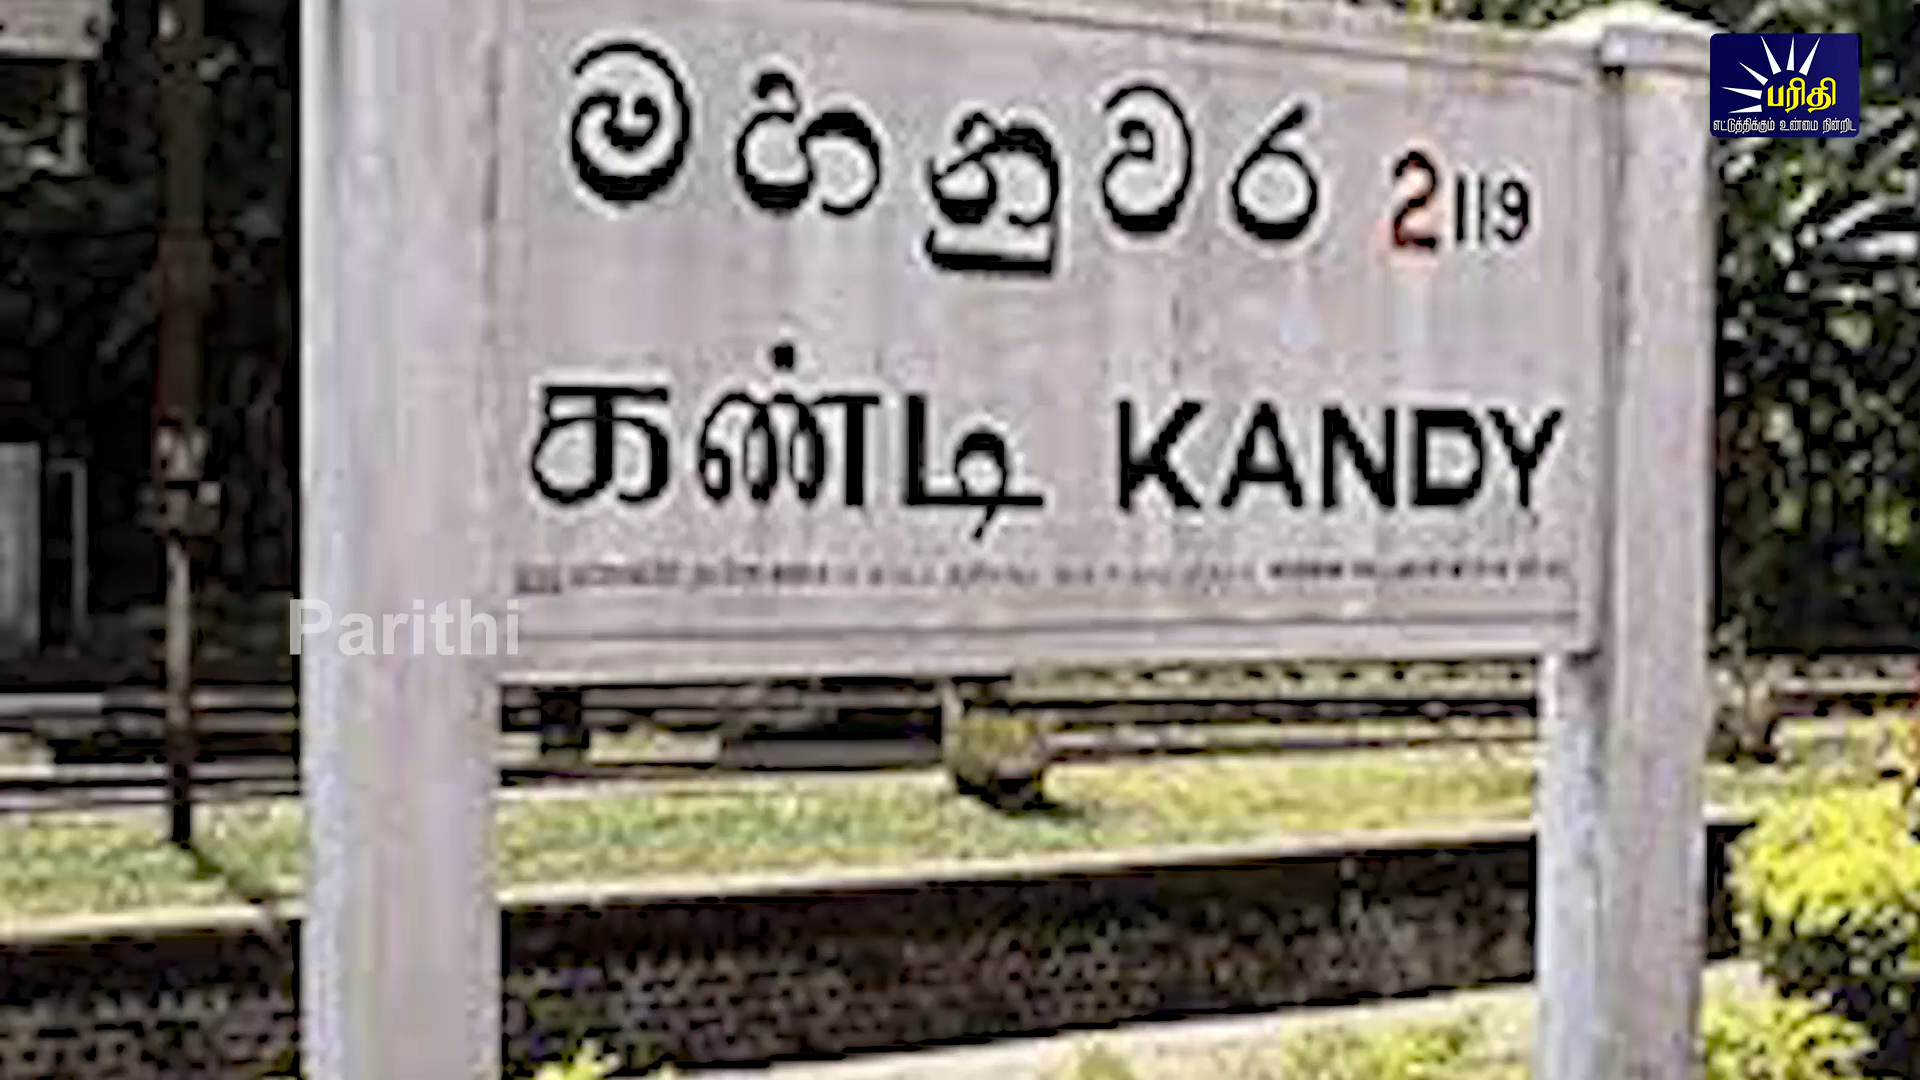 මහනුවර 2119
கண்டி KANDY
பரிதி
எட்டுத்திக்கும் உண்மை நின்றிட
Parithi